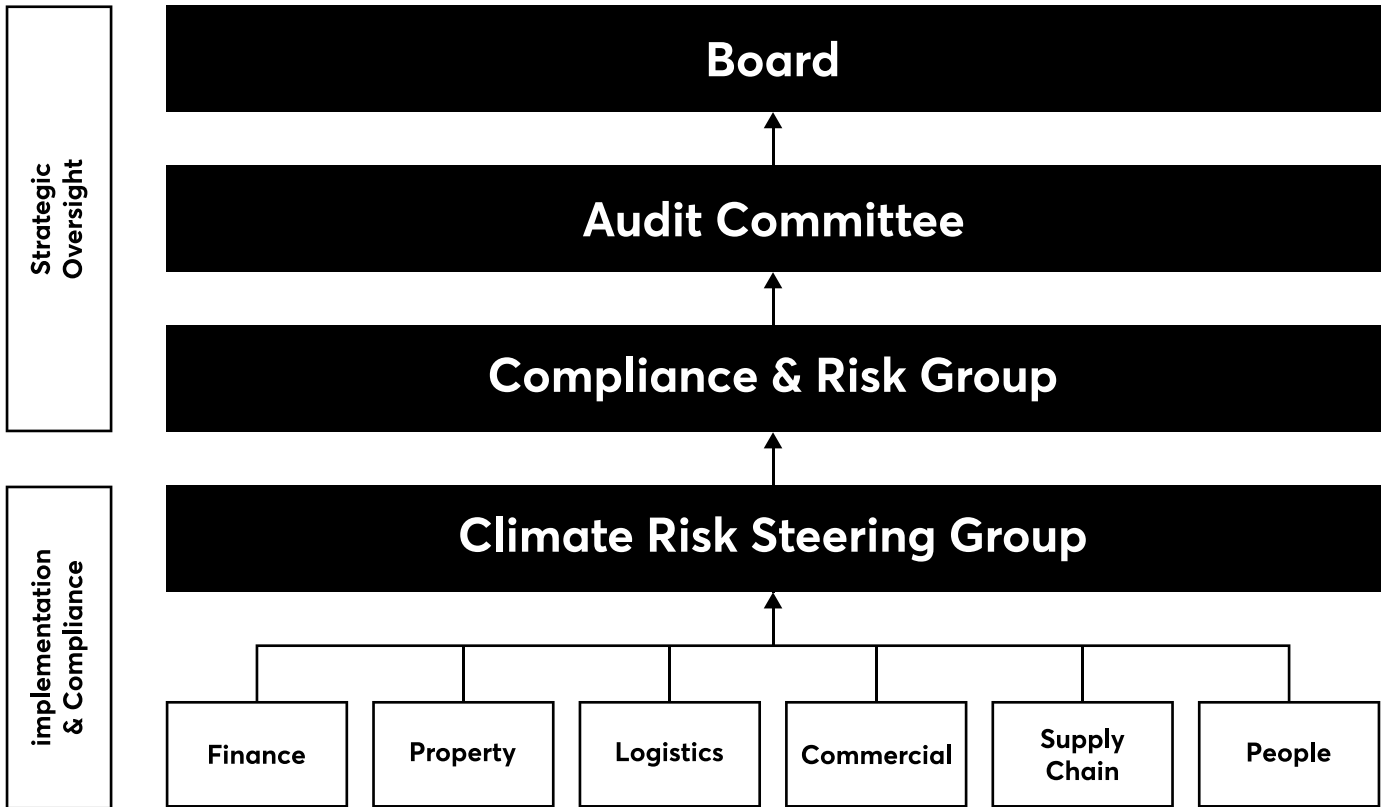 Strategic
Oversight
Board
Audit Committee
Compliance & Risk Group
implementation
& Compliance
Climate Risk Steering Group
Finance
Property
Logistics
Commercial
Supply
Chain
People